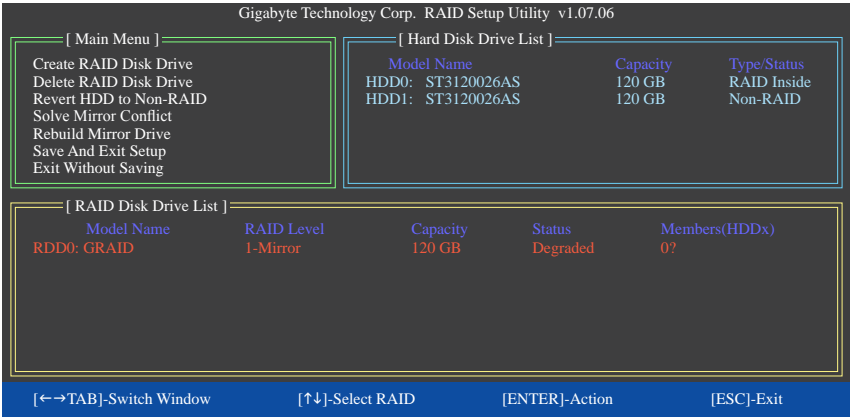 Gigabyte Technology Corp. RAID Setup Utility v1.07.06
[ Main Menu ]
Create RAID Disk Drive
Delete RAID Disk Drive
Revert HDD to Non-RAID
Solve Mirror Conflict
Rebuild Mirror Drive
Save And Exit Setup
Exit Without Saving
[ Hard Disk Drive List ]
Model Name Capacity Type/Status
HDD0: ST3120026AS 120 GB RAID Inside
HDD1: ST3120026AS 120 GB Non-RAID
[ RAID Disk Drive List ]
Model Name RAID Level Capacity Status Members(HDDx)
RDD0: GRAID 1-Mirror 120 GB Degraded 0?
[←→TAB]-Switch Window [↑↓]-Select RAID [ENTER]-Action [ESC]-Exit